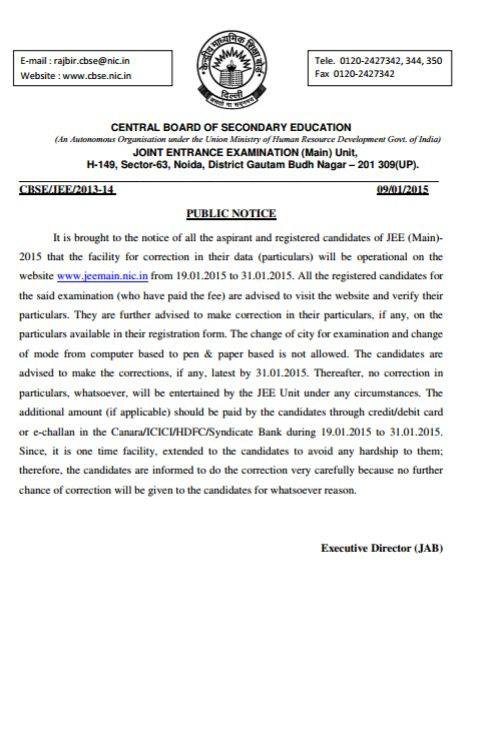 E-mail : rajbir.cbse@nic.in
Website : www.cbse.nic.in
केन्द्रीय माध्यमिक शिक्षा बोर्ड
दिल्ली
Tele. 0120-2427342, 344, 350
Fax 0120-2427342
CENTRAL BOARD OF SECONDARY EDUCATION
(An Autonomous Organisation under the Union Ministry of Human Resource Development Govt. of India)
JOINT ENTRANCE EXAMINATION (Main) Unit,
H-149, Sector-63, Noida, District Gautam Budh Nagar – 201 309(UP).
CBSE/JEE/2013-14 09/01/2015
PUBLIC NOTICE
It is brought to the notice of all the aspirant and registered candidates of JEE (Main)-
2015 that the facility for correction in their data (particulars) will be operational on the
website www.jeemain.nic.in from 19.01.2015 to 31.01.2015. All the registered candidates for
the said examination (who have paid the fee) are advised to visit the website and verify their
particulars. They are further advised to make correction in their particulars, if any, on the
particulars available in their registration form. The change of city for examination and change
of mode from computer based to pen & paper based is not allowed. The candidates are
advised to make the corrections, if any, latest by 31.01.2015. Thereafter, no correction in
particulars, whatsoever, will be entertained by the JEE Unit under any circumstances. The
additional amount (if applicable) should be paid by the candidates through credit/debit card
or e-challan in the Canara/ICICI/HDFC/Syndicate Bank during 19.01.2015 to 31.01.2015.
Since, it is one time facility, extended to the candidates to avoid any hardship to them;
therefore, the candidates are informed to do the correction very carefully because no further
chance of correction will be given to the candidates for whatsoever reason.
Executive Director (JAB)